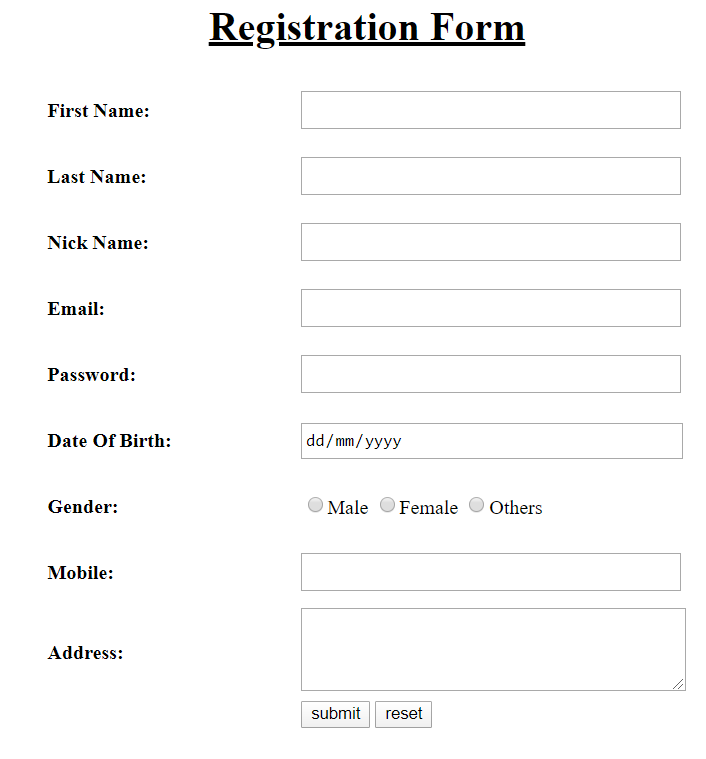 Registration Form
First Name:
Last Name:
Nick Name:
Email:
Password:
Date Of Birth: dd/mm/yyyy
Gender: Male Female Others
Mobile:
Address:
submit reset